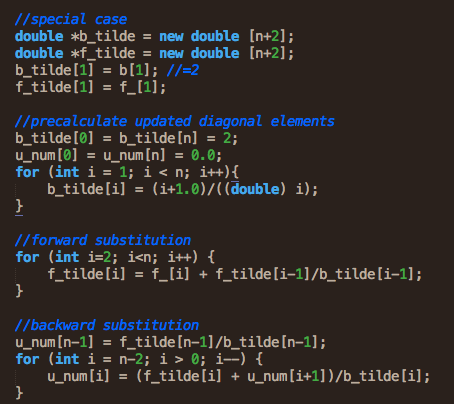 //special case
double *b_tilde = new double [n+2];
double *f_tilde = new double [n+2];
b_tilde[1] = b[1]; //=2
f_tilde[1] = f_[1];
//precalculate updated diagonal elements
b_tilde[0] = b_tilde[n] = 2;
u_num[0] = u_num[n] = 0.0;
for (int i = 1; i < n; i++){
b_tilde[i] = (i+1.0)/((double) i);
}
//forward substitution
for (int i=2; i<n; i++) {
f_tilde[i] = f_[i] + f_tilde[i-1]/b_tilde[i-1];
}
//backward substitution
u_num[n-1] = f_tilde[n-1]/b_tilde[n-1];
for (int i = n-2; i > 0; i--) {
u_num[i] = (f_tilde[i] + u_num[i+1])/b_tilde[i];
}